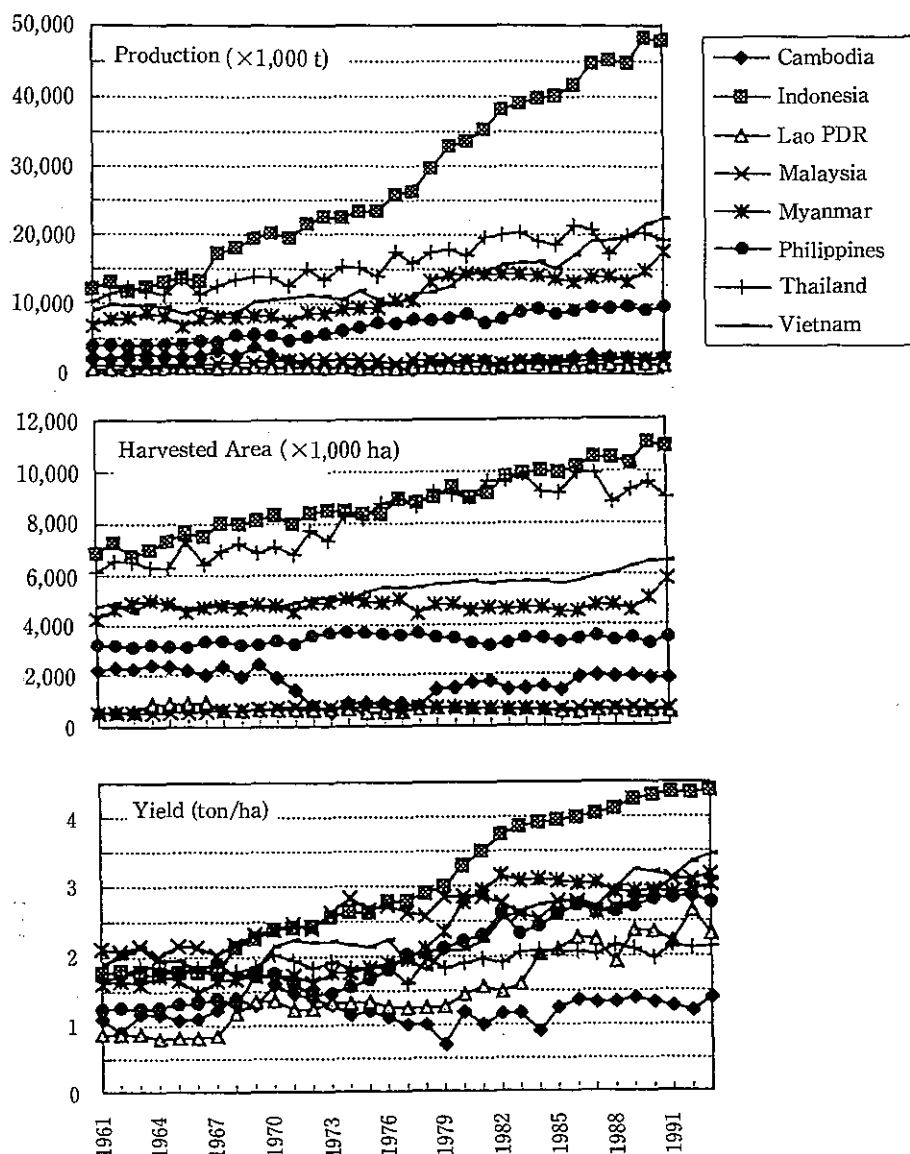 50,000
Production (×1,000 t)
40,000
30,000
20,000
10,000
0
Cambodia
Indonesia
Lao PDR
Malaysia
Myanmar
Philippines
Thailand
Vietnam
12,000
Harvested Area (×1,000 ha)
10,000
8,000
6,000
4,000
2,000
0
Yield (ton/ha)
4
3
2
1
0
1961
1964
1967
1970
1973
1976
1979
1982
1985
1988
1991